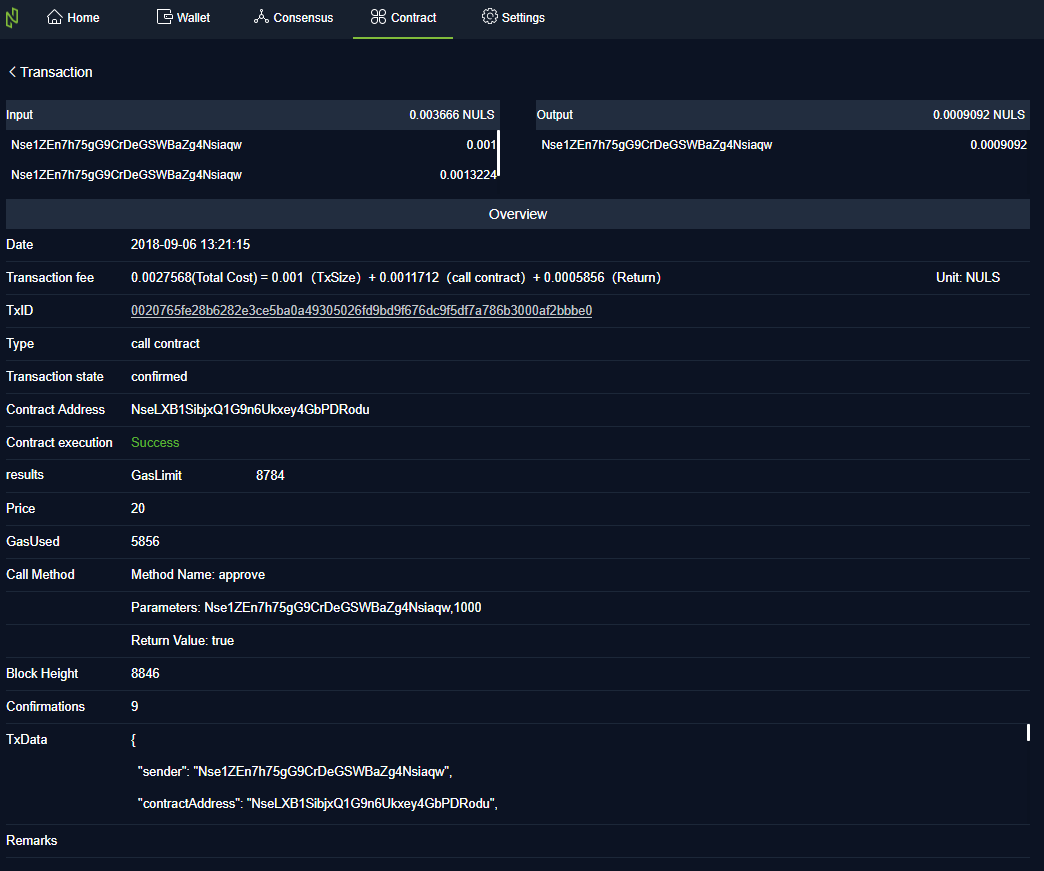 Home Wallet Consensus Contract Settings
Transaction
Input 0.003666 NULS
Nse1ZEn7h75gG9CrDeGSWBaZg4Nsiaqw 0.001
Nse1ZEn7h75gG9CrDeGSWBaZg4Nsiaqw 0.0013224
Output 0.0009092 NULS
Nse1ZEn7h75gG9CrDeGSWBaZg4Nsiaqw 0.0009092
Overview
Date 2018-09-06 13:21:15
Transaction fee 0.0027568(Total Cost) = 0.001（TxSize）+ 0.0011712（call contract）+ 0.0005856（Return） Unit: NULS
TxID 0020765fe28b6282e3ce5ba0a49305026fd9bd9f676dc9f5df7a786b3000af2bbbe0
Type call contract
Transaction state confirmed
Contract Address NseLXB1SibjxQ1G9n6Ukxey4GbPDRodu
Contract execution Success
results GasLimit 8784
Price 20
GasUsed 5856
Call Method Method Name: approve
Parameters: Nse1ZEn7h75gG9CrDeGSWBaZg4Nsiaqw,1000
Return Value: true
Block Height 8846
Confirmations 9
TxData {
"sender": "Nse1ZEn7h75gG9CrDeGSWBaZg4Nsiaqw",
"contractAddress": "NseLXB1SibjxQ1G9n6Ukxey4GbPDRodu",
Remarks